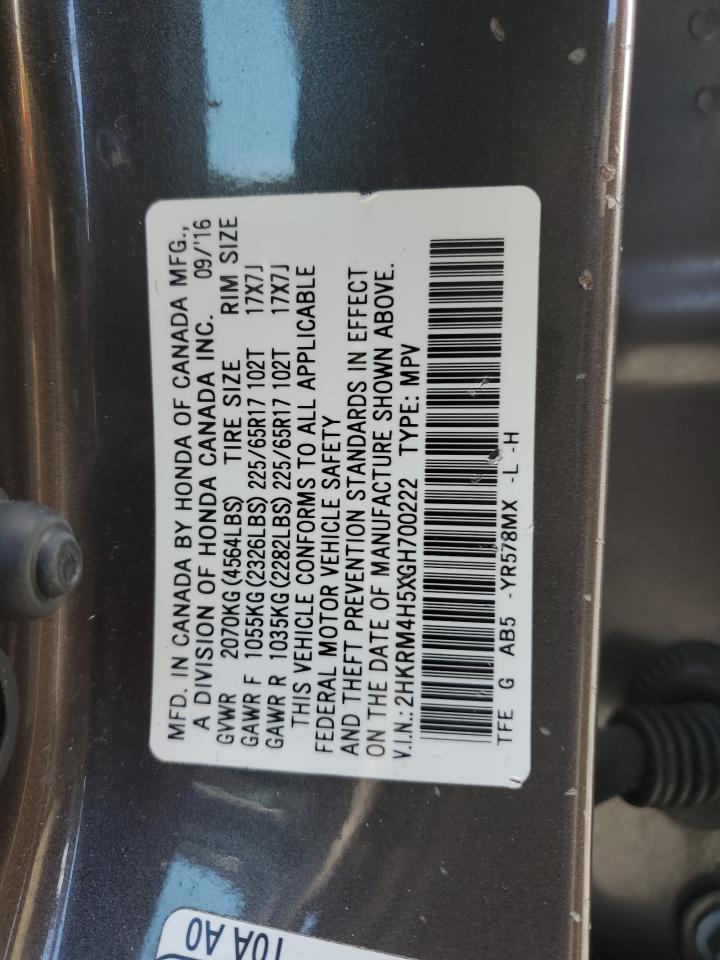 MFD. IN CANADA BY HONDA OF CANADA MFG.,
A DIVISION OF HONDA CANADA INC. 09/'16
GVWR 2070KG(4564LBS) TIRE SIZE RIM SIZE
GAWR F 1055KG(2326LBS) 225/65R17 102T 17X7J
GAWR R 1035KG(2282LBS) 225/65R17 102T 17X7J
THIS VEHICLE CONFORMS TO ALL APPLICABLE
FEDERAL MOTOR VEHICLE SAFETY
AND THEFT PREVENTION STANDARDS IN EFFECT
ON THE DATE OF MANUFACTURE SHOWN ABOVE.
V.I.N.: 2HKRM4H5XGH700222 TYPE: MPV
TFE G AB5 -YR578MX -L -H